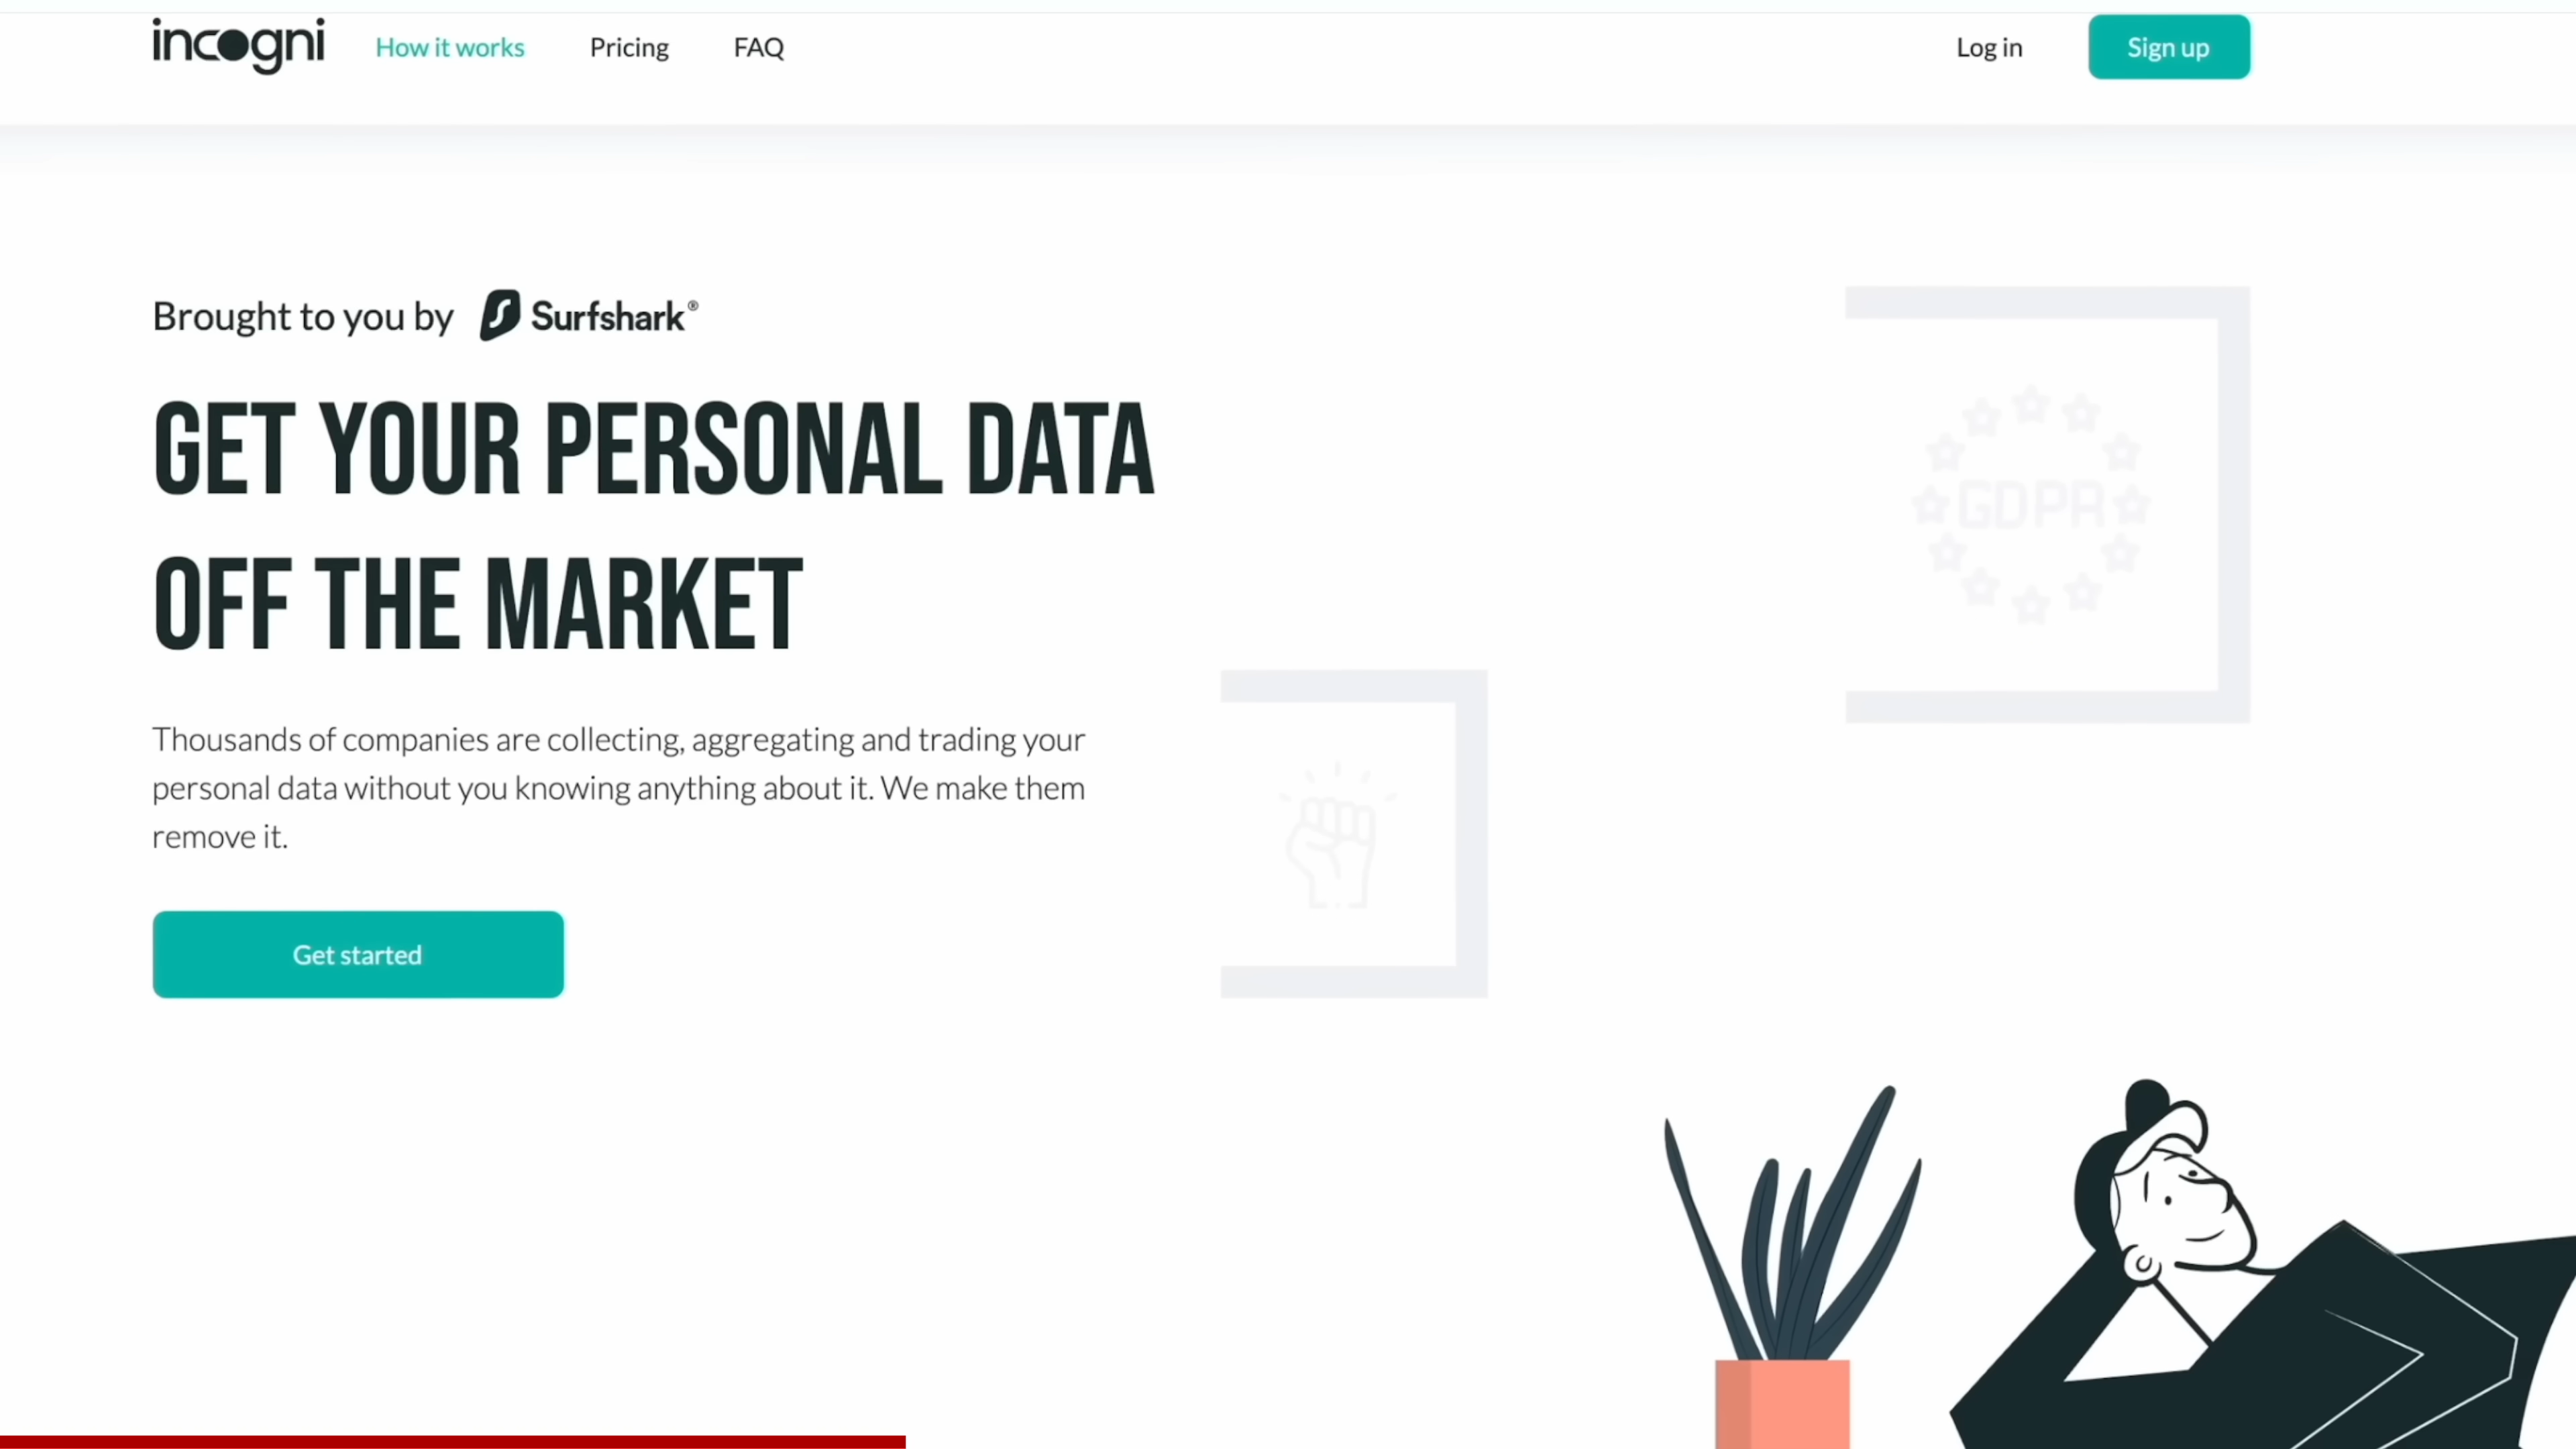 incogni How it works Pricing FAQ Log in Sign up
Brought to you by Surfshark®
GET YOUR PERSONAL DATA
OFF THE MARKET
GDPR
Thousands of companies are collecting, aggregating and trading your
personal data without you knowing anything about it. We make them
remove it.
Get started